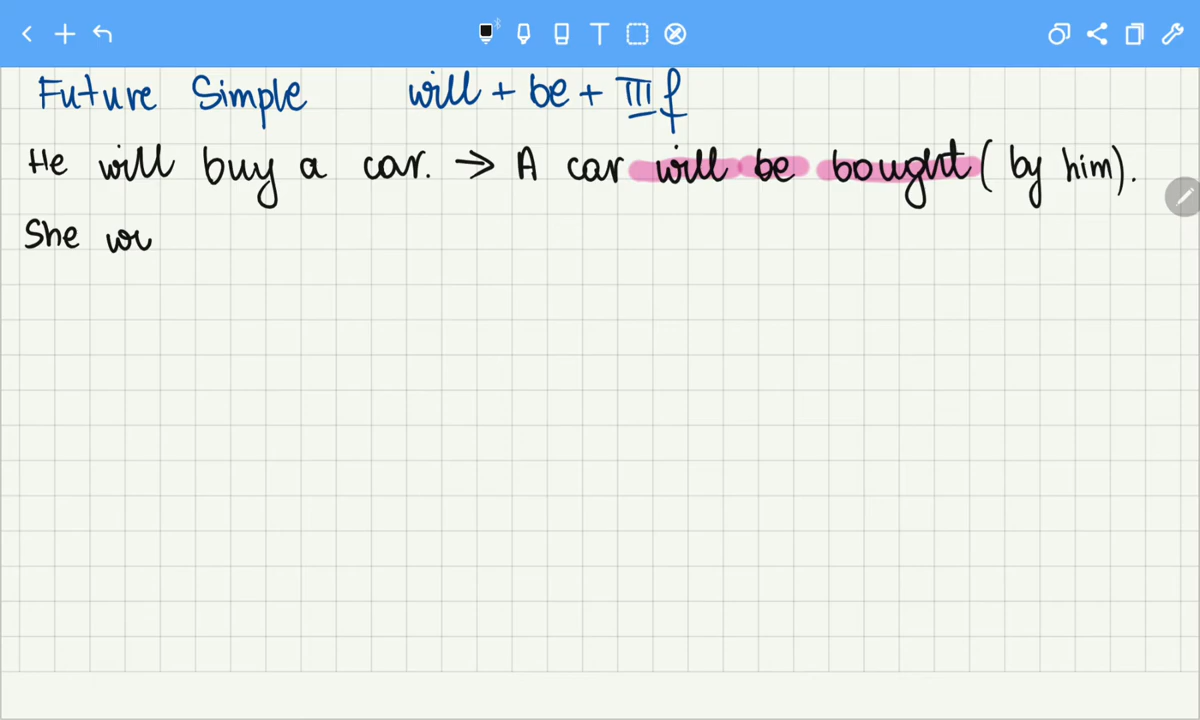 Future Simple will + be + III f
He will buy a car. → A car will be bought (by him).
She